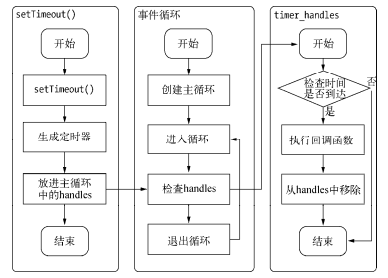 setTimeout()
开始
setTimeout()
生成定时器
放进主循环
中的handles
结束
事件循环
开始
创建主循环
进入循环
检查handles
退出循环
timer_handles
开始
检查时间
是否到达
否
是
执行回调函数
从handles中移除
结束